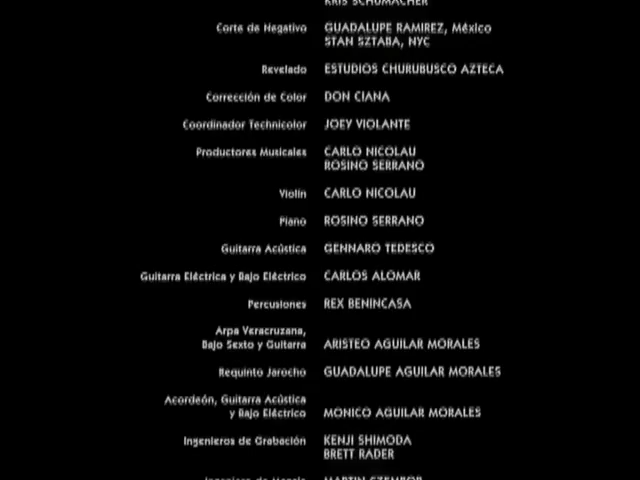 KRIS SCHUMACHER
Corte de Negativo GUADALUPE RAMIREZ, México
STAN SZTABA, NYC
Revelado ESTUDIOS CHURUBUSCO AZTECA
Corrección de Color DON CIANA
Coordinador Technicolor JOEY VIOLANTE
Productores Musicales CARLO NICOLAU
ROSINO SERRANO
Violín CARLO NICOLAU
Piano ROSINO SERRANO
Guitarra Acústica GENNARO TEDESCO
Guitarra Eléctrica y Bajo Eléctrico CARLOS ALOMAR
Percusiones REX BENINCASA
Arpa Veracruzana,
Bajo Sexto y Guitarra ARISTEO AGUILAR MORALES
Requinto Jarocho GUADALUPE AGUILAR MORALES
Acordeón, Guitarra Acústica
y Bajo Eléctrico MONICO AGUILAR MORALES
Ingenieros de Grabación KENJI SHIMODA
BRETT RADER